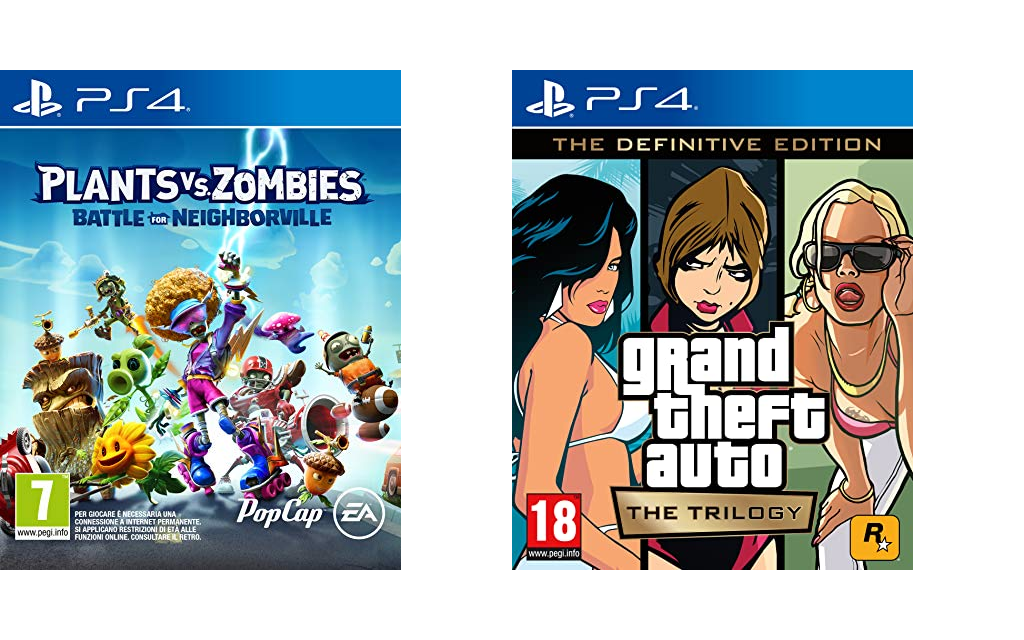 PS4
PLANTS VS. ZOMBIES
BATTLE FOR NEIGHBORVILLE
7
www.pegi.info
PER GIOCARE È NECESSARIA UNA
CONNESSIONE A INTERNET PERMANENTE.
SI APPLICANO RESTRIZIONI DI ETÀ ALLE
FUNZIONI ONLINE. CONSULTARE IL RETRO.
PopCap
EA
PS4
THE DEFINITIVE EDITION
grand
theft
auto
THE TRILOGY
18
www.pegi.info
R